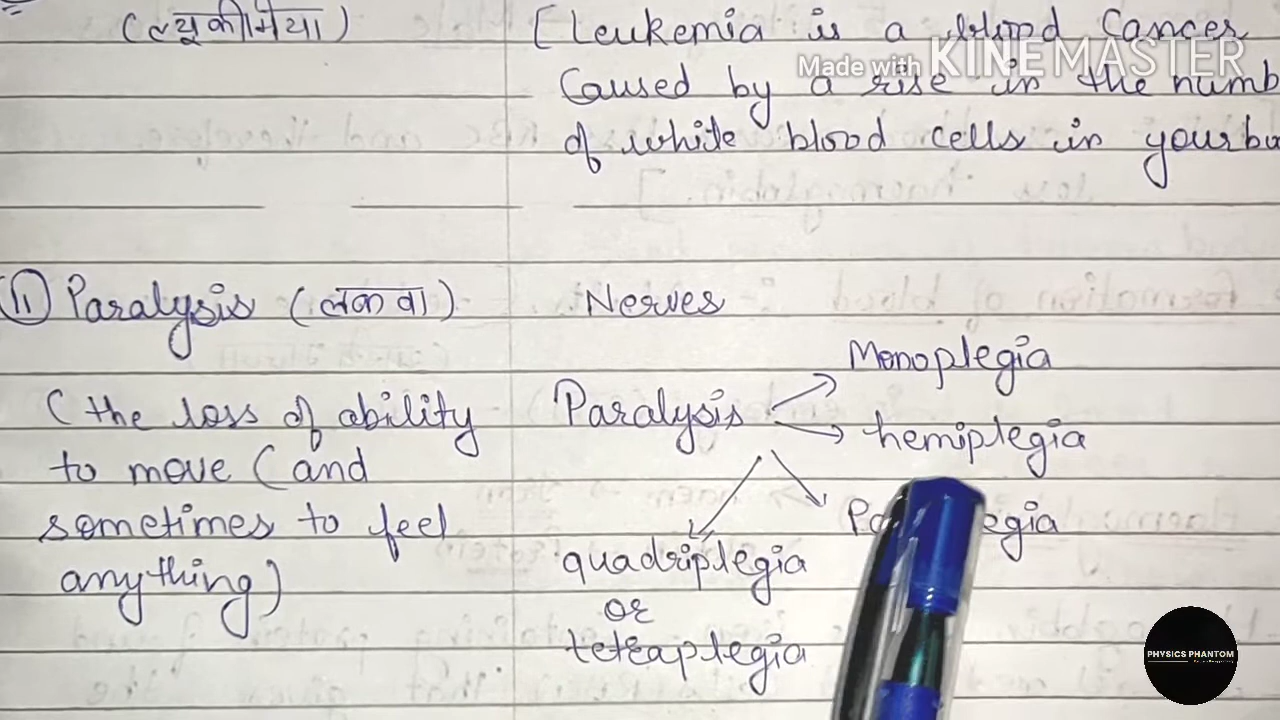 (ल्यूकीमिया)
[Leukemia is a blood Cancer
Made with KINEMASTER
Caused by a rise in the numb
of white blood cells in your bo
11 Paralysis (लकवा)
Nerves
(the loss of ability
to move (and
sometimes to feel
anything)
Paralysis
Monoplegia
hemiplegia
quadriplegia
or
tetraplegia
PHYSICS PHANTOM